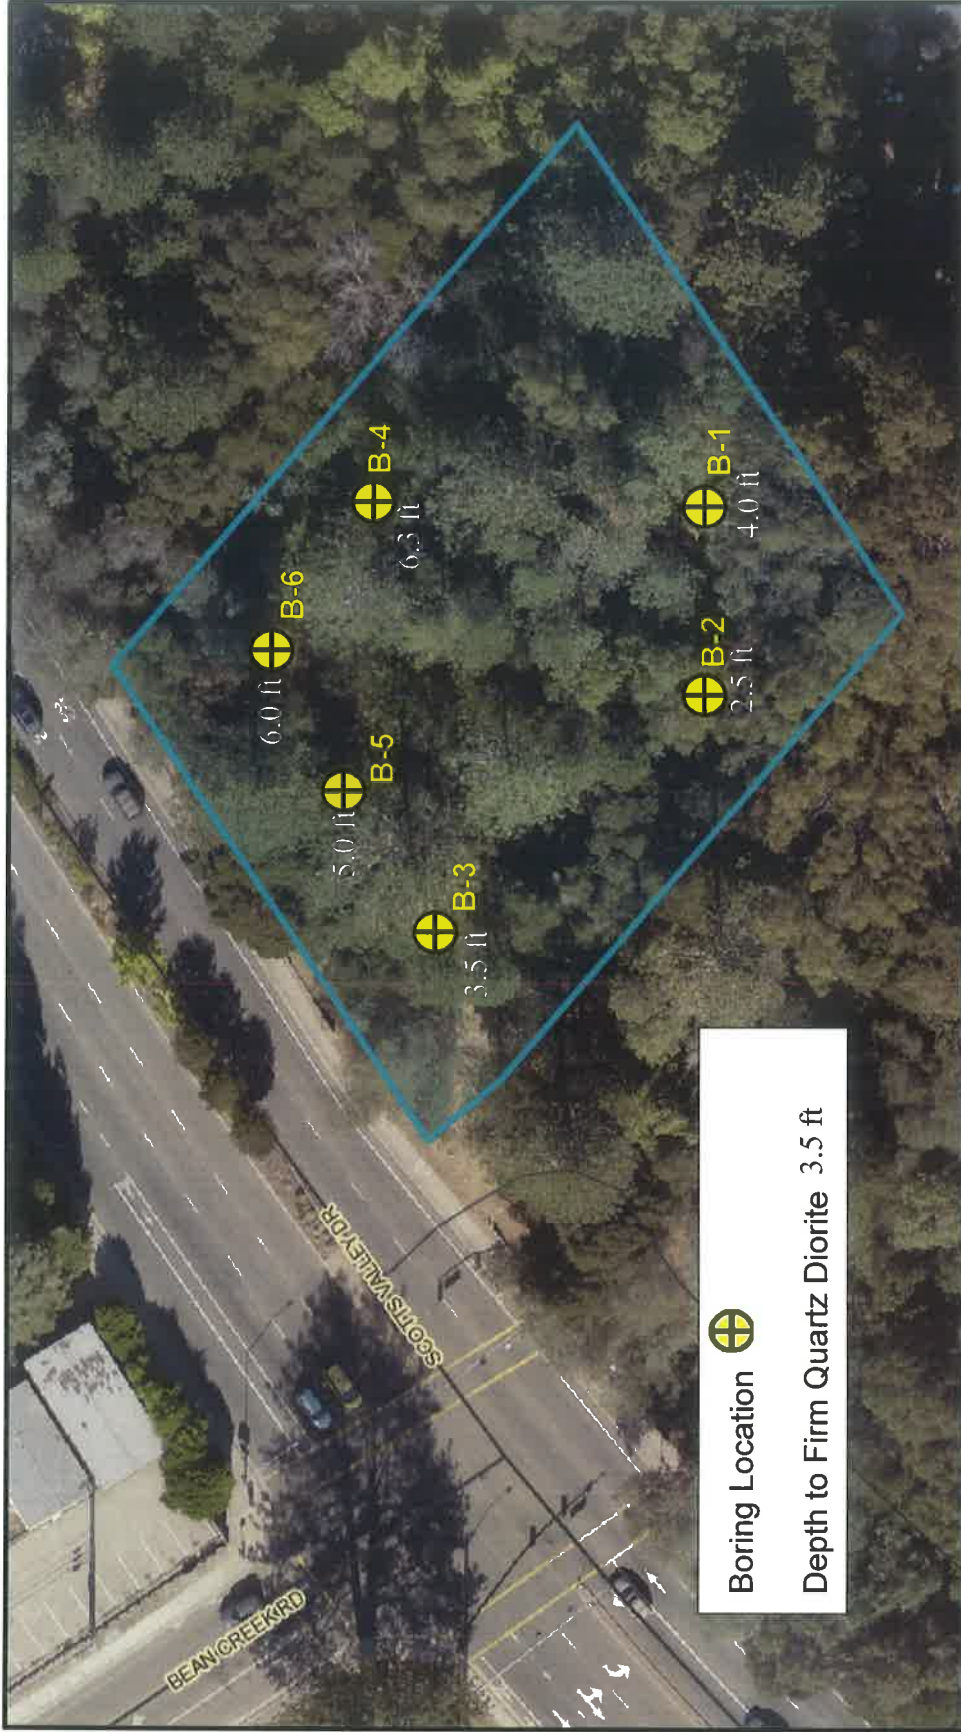 BEAN CREEK RD
SCOTTS VALLEY DR
B-6
6.0 ft
B-5
5.0 ft
B-4
6.3 ft
B-3
3.5 ft
B-2
2.5 ft
B-1
4.0 ft
Boring Location
Depth to Firm Quartz Diorite 3.5 ft